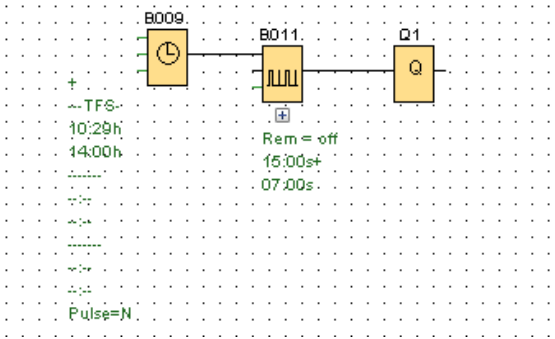 B009
B011
Q1
Q
+
--TFS-
10:29h
14:00h
------
--:--
--:--
------
--:--
--:--
Pulse=N
Rem = off
15:00s+
07:00s